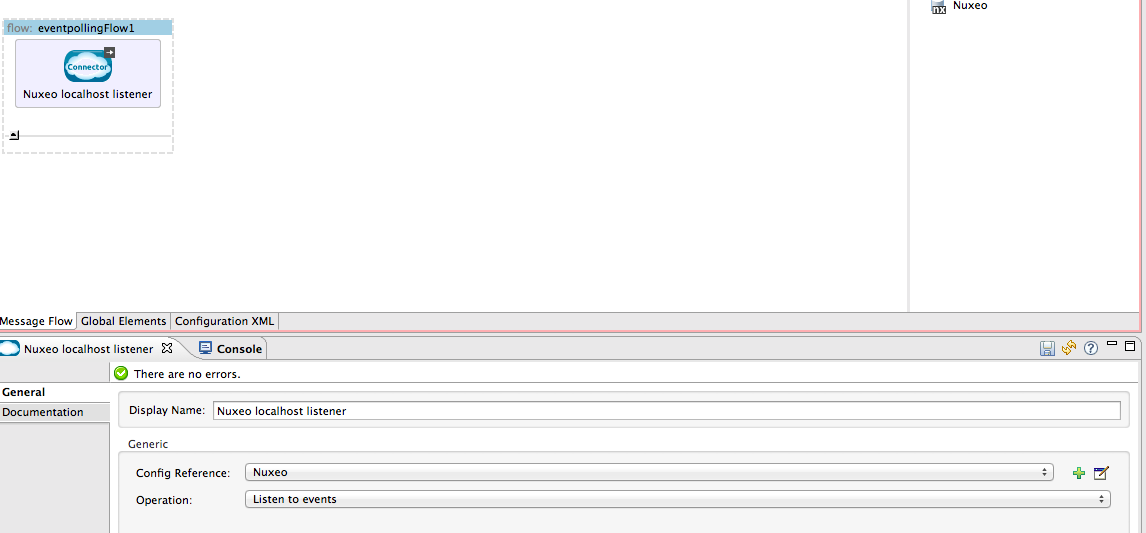 nx Nuxeo
flow: eventpollingFlow1
Connector
Nuxeo localhost listener
Message Flow Global Elements Configuration XML
Nuxeo localhost listener Console
There are no errors.
General
Documentation
Display Name: Nuxeo localhost listener
Generic
Config Reference: Nuxeo
Operation: Listen to events